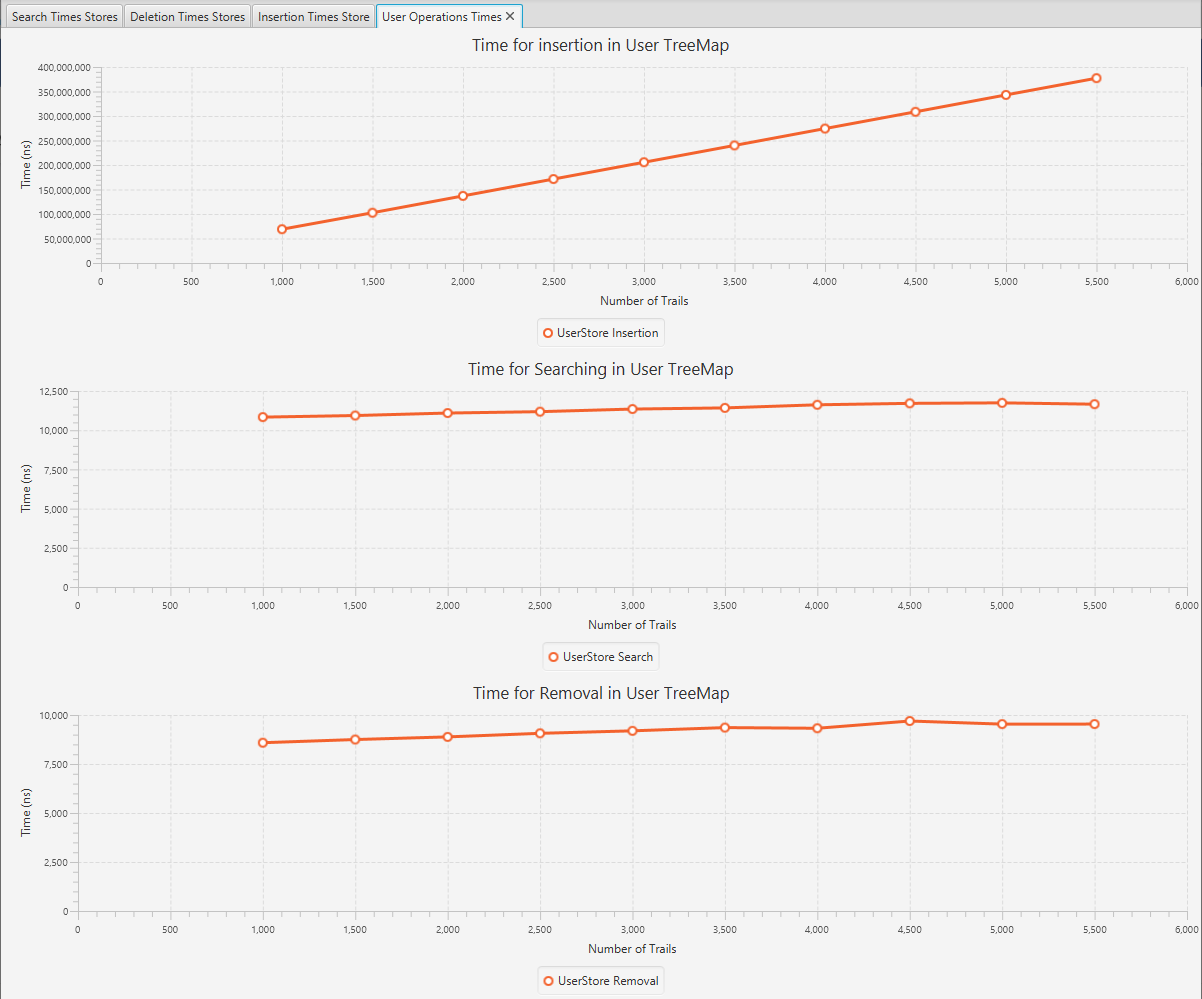 Search Times Stores Deletion Times Stores Insertion Times Store User Operations Times ✕
Time for insertion in User TreeMap
400,000,000
350,000,000
300,000,000
250,000,000
200,000,000
150,000,000
100,000,000
50,000,000
0
Time (ns)
0 500 1,000 1,500 2,000 2,500 3,000 3,500 4,000 4,500 5,000 5,500 6,000
Number of Trails
UserStore Insertion
Time for Searching in User TreeMap
12,500
10,000
7,500
5,000
2,500
0
Time (ns)
0 500 1,000 1,500 2,000 2,500 3,000 3,500 4,000 4,500 5,000 5,500 6,000
Number of Trails
UserStore Search
Time for Removal in User TreeMap
10,000
7,500
5,000
2,500
0
Time (ns)
0 500 1,000 1,500 2,000 2,500 3,000 3,500 4,000 4,500 5,000 5,500 6,000
Number of Trails
UserStore Removal